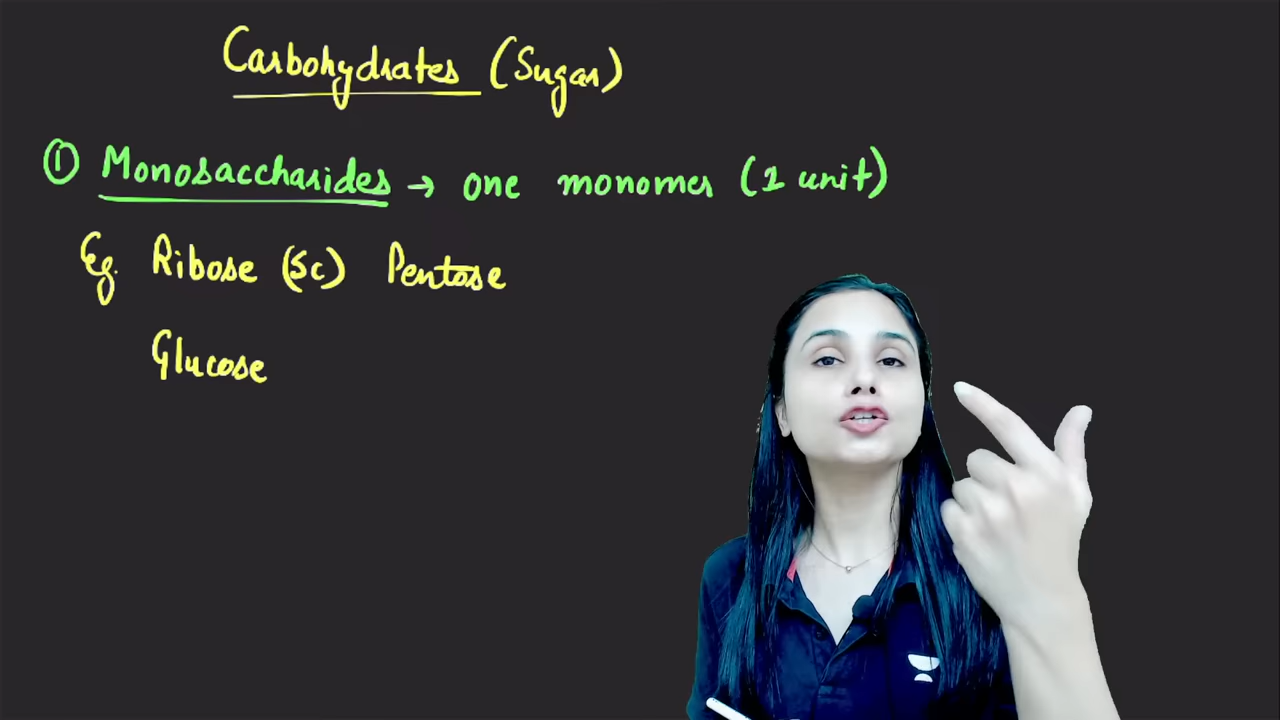 Carbohydrates (Sugar)
① Monosaccharides → one monomer (1 unit)
Eg. Ribose (5c) Pentose
Glucose